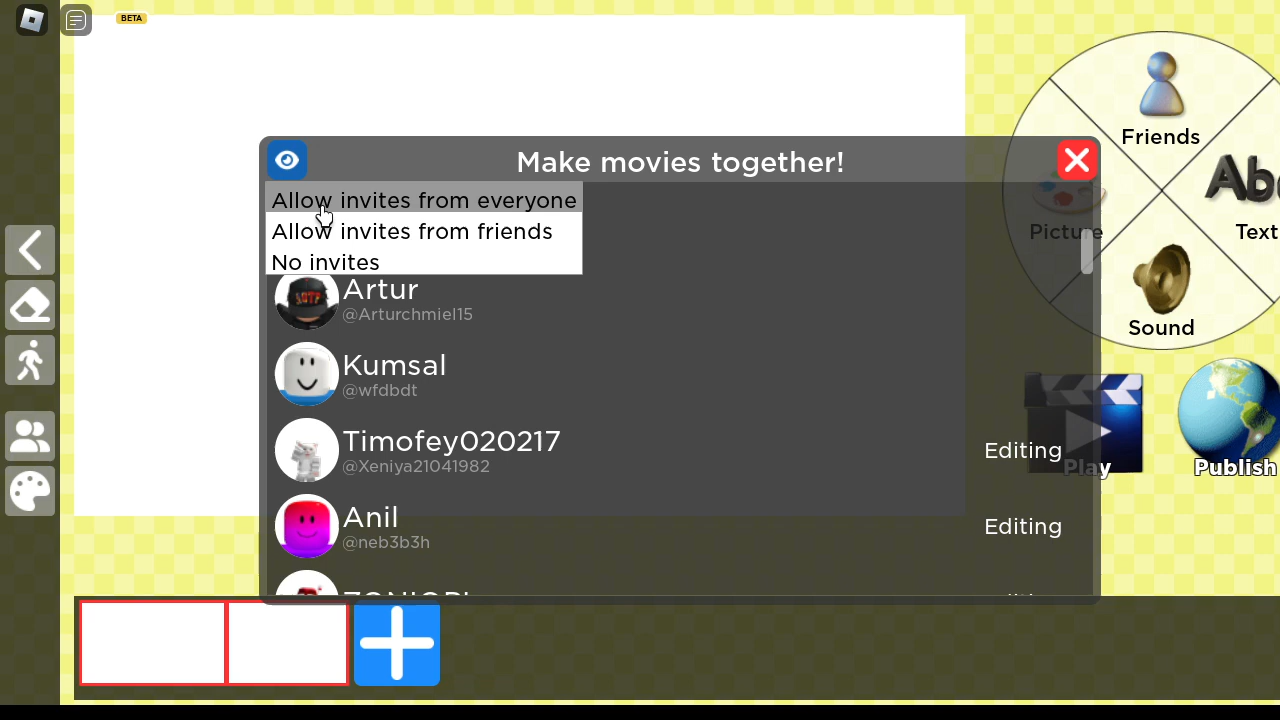 BETA
Make movies together!
Allow invites from everyone
Allow invites from friends
No invites
Artur
@Arturchmiel15
Kumsal
@wfdbdt
Timofey020217
@Xeniya21041982
Editing
Anil
@neb3b3h
Editing
Friends
Picture
Text
Sound
Play
Publish